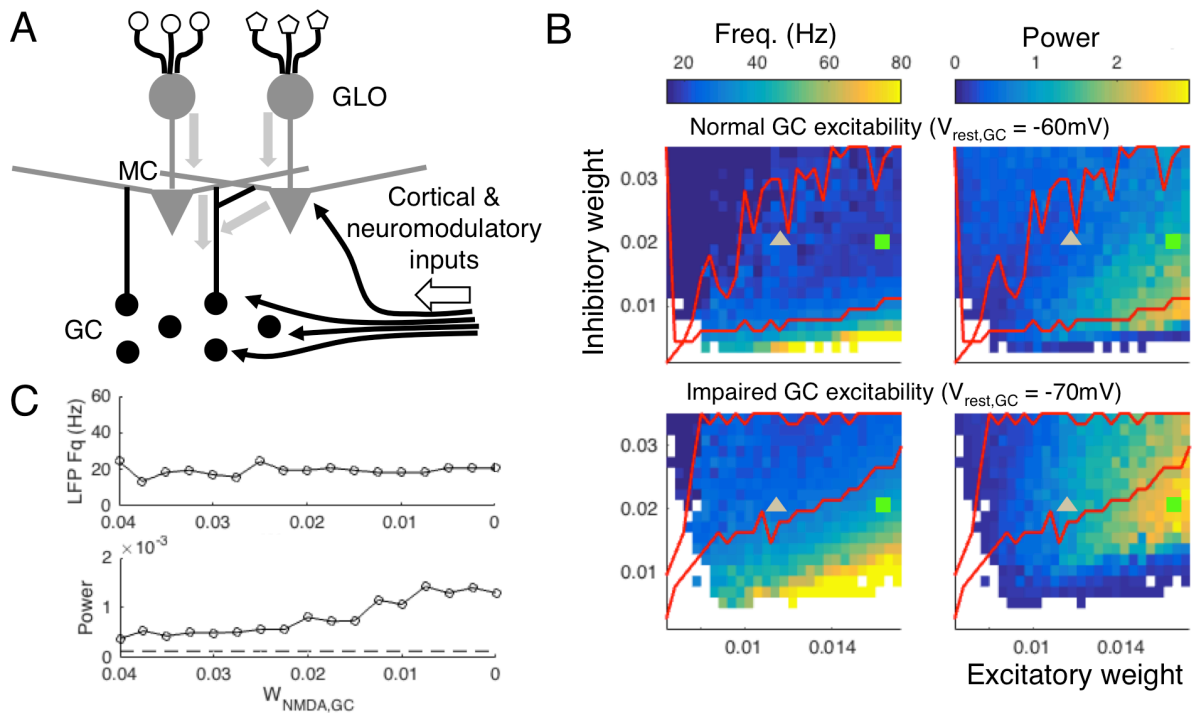 A
GLO
MC
Cortical &
neuromodulatory
inputs
GC
B
Freq. (Hz)
Power
20 40 60 80
0 1 2
Normal GC excitability (Vrest,GC = -60mV)
Inhibitory weight
0.03
0.02
0.01
Impaired GC excitability (Vrest,GC = -70mV)
0.03
0.02
0.01
0.01 0.014
0.01 0.014
Excitatory weight
C
LFP Fq (Hz)
60
40
20
0
0.04 0.03 0.02 0.01 0
× 10-3
Power
2
1
0
0.04 0.03 0.02 0.01 0
WNMDA,GC